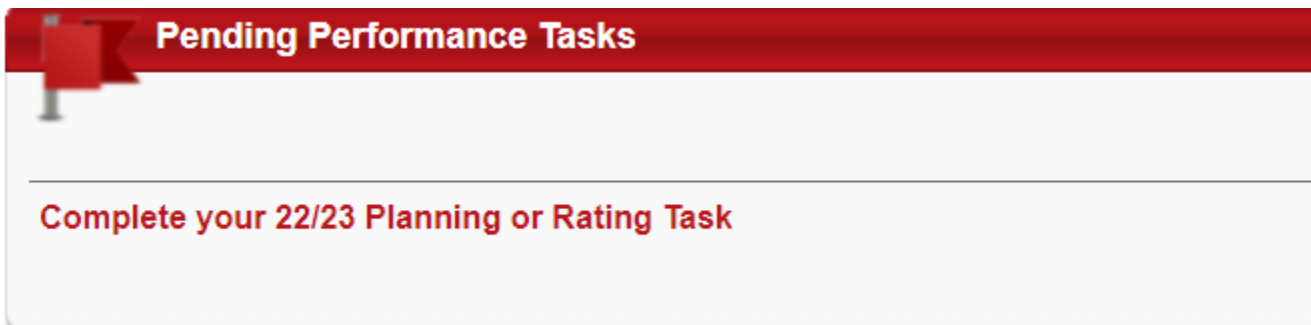 Pending Performance Tasks
Complete your 22/23 Planning or Rating Task